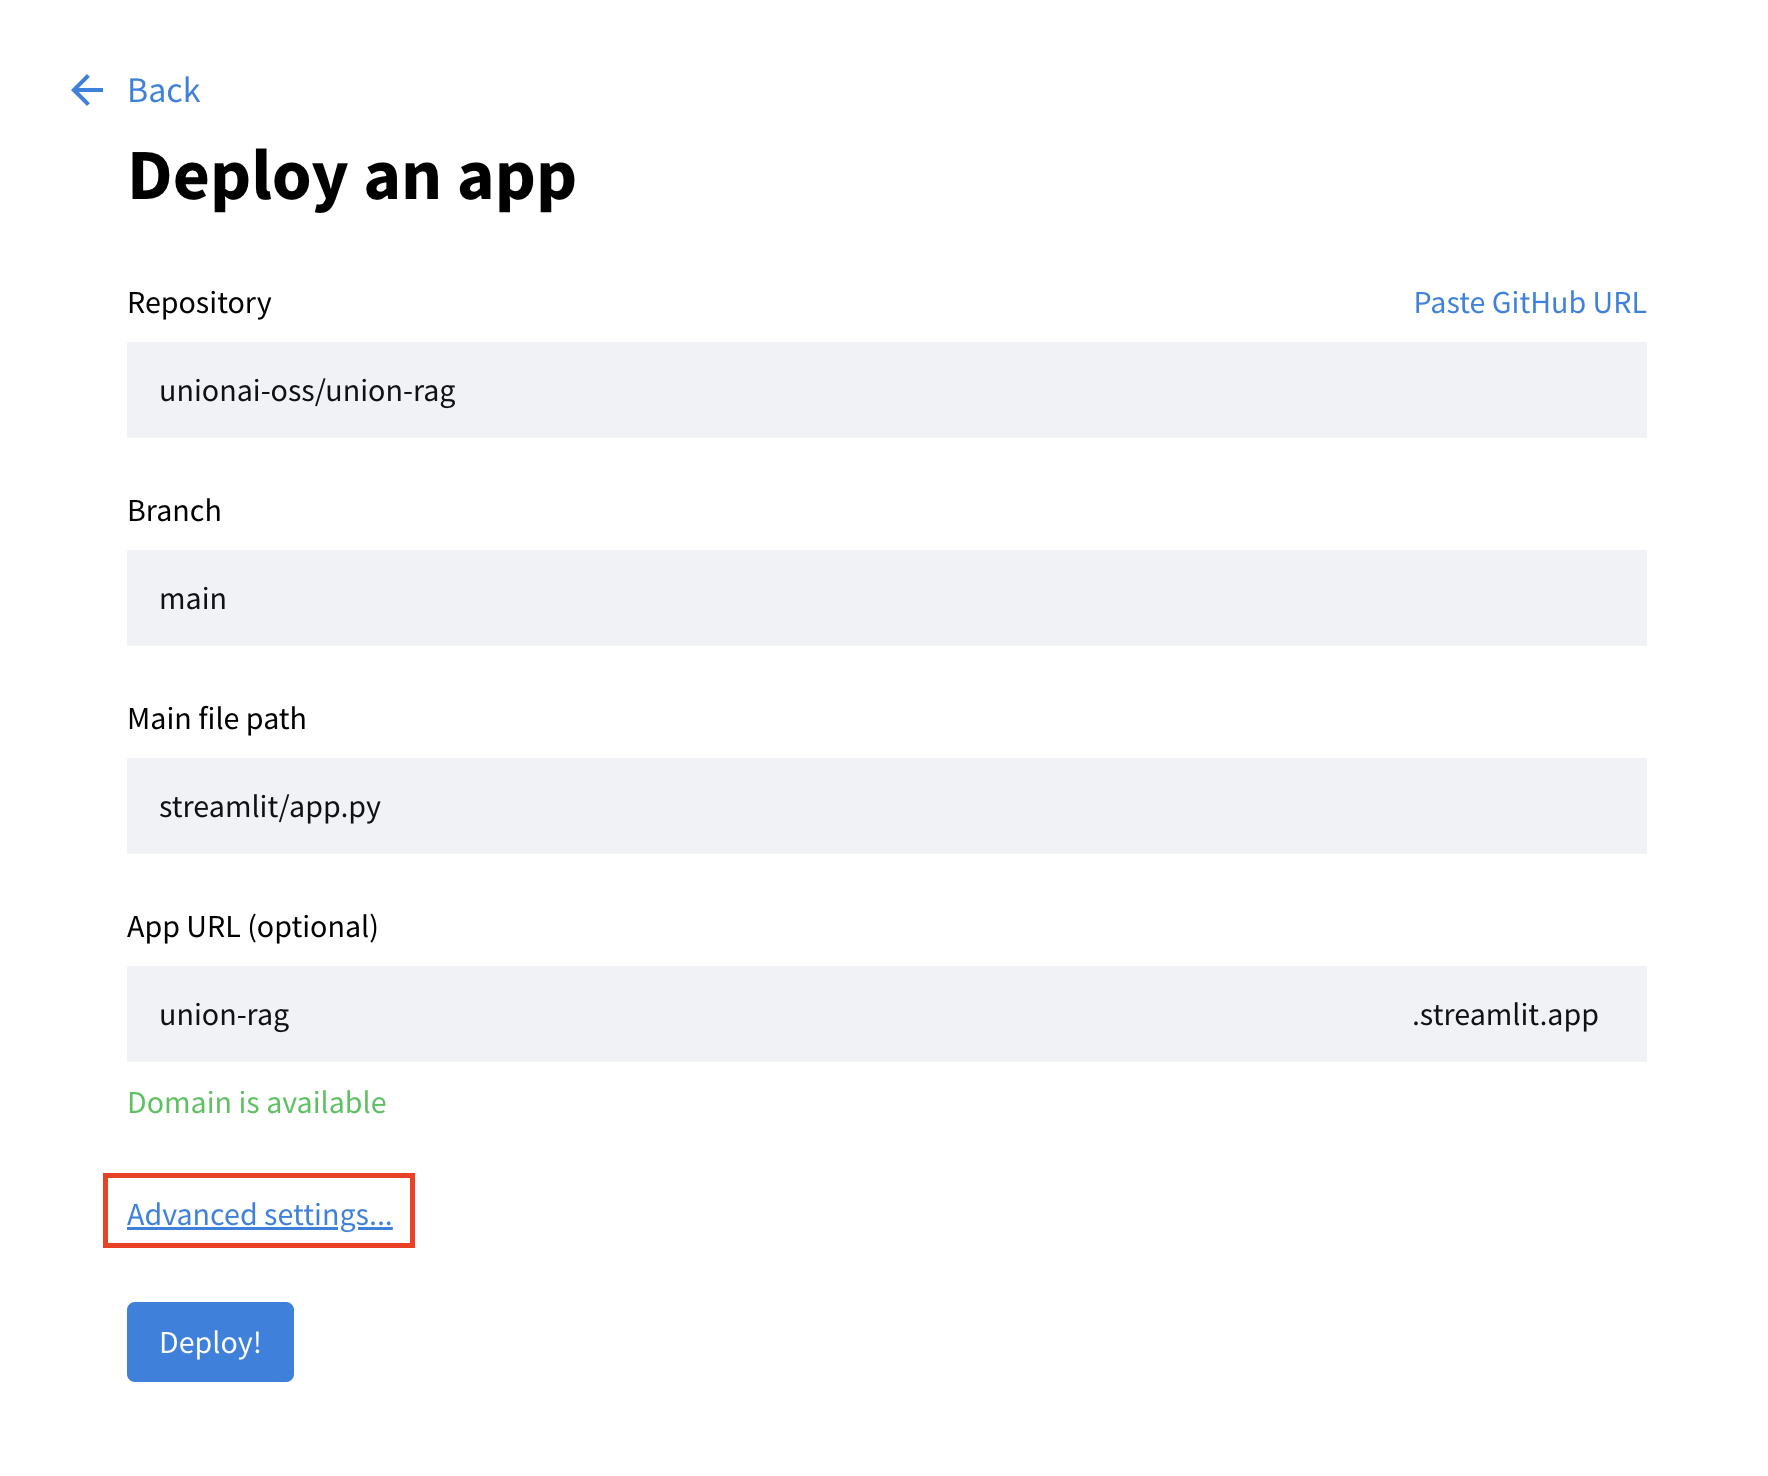 Back
Deploy an app
Repository
Paste GitHub URL
unionai-oss/union-rag
Branch
main
Main file path
streamlit/app.py
App URL (optional)
union-rag
.streamlit.app
Domain is available
Advanced settings...
Deploy!